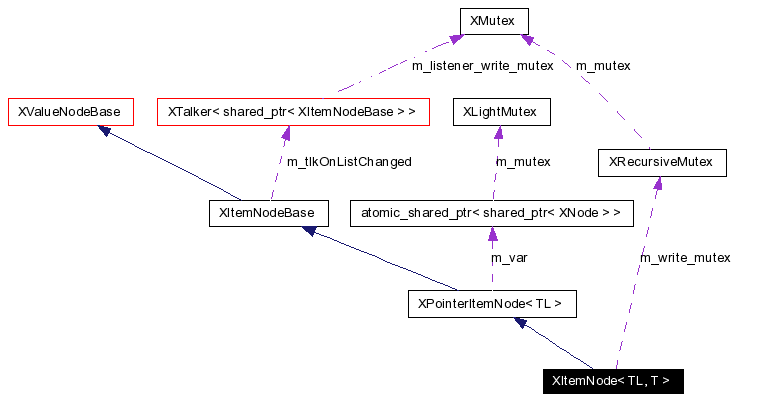 XMutex
m_listener_write_mutex
m_mutex
XValueNodeBase
XTalker< shared_ptr< XItemNodeBase > >
XLightMutex
m_tlkOnListChanged
m_mutex
XRecursiveMutex
XItemNodeBase
atomic_shared_ptr< shared_ptr< XNode > >
m_var
m_write_mutex
XPointerItemNode< TL >
XItemNode< TL, T >